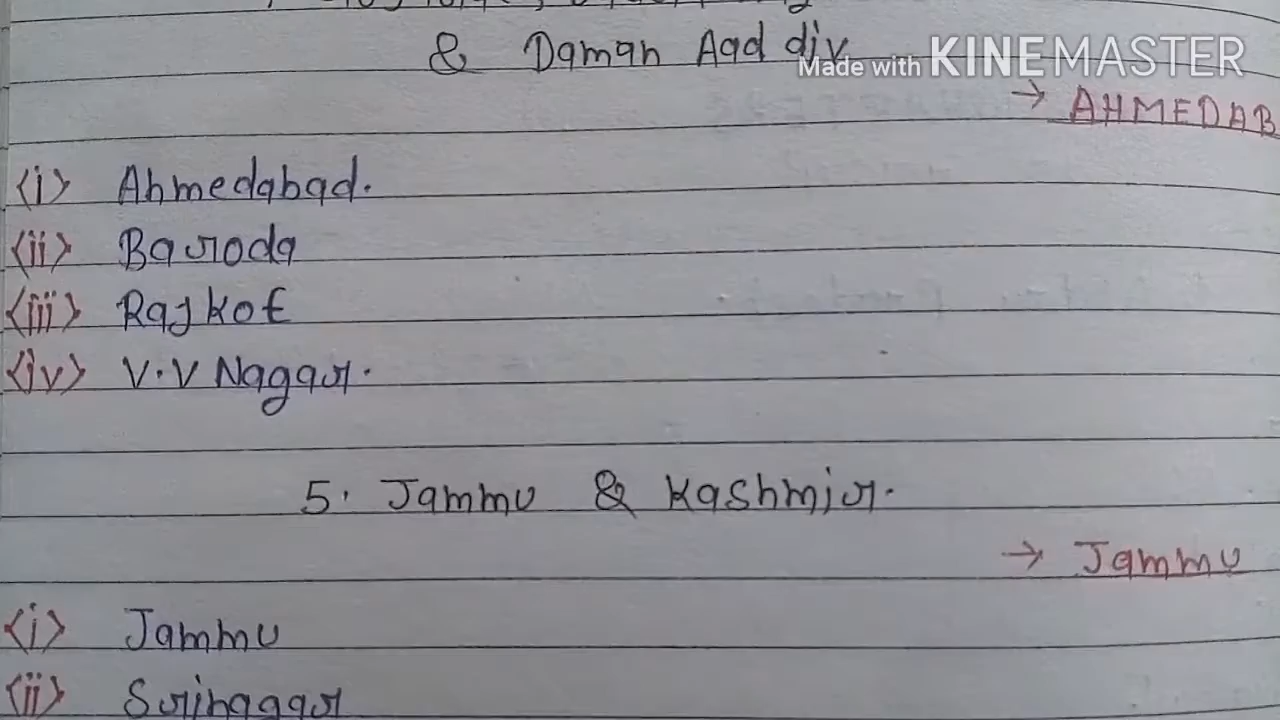 & Daman Aad div
Made with KINEMASTER
→ AHMEDAB
<i> Ahmedabad.
<ii> Baroda
<iii> Rajkot
<iv> V.V Nagar.
5. Jammu & Kashmir.
→ Jammu
<i> Jammu
<ii> Srinagar